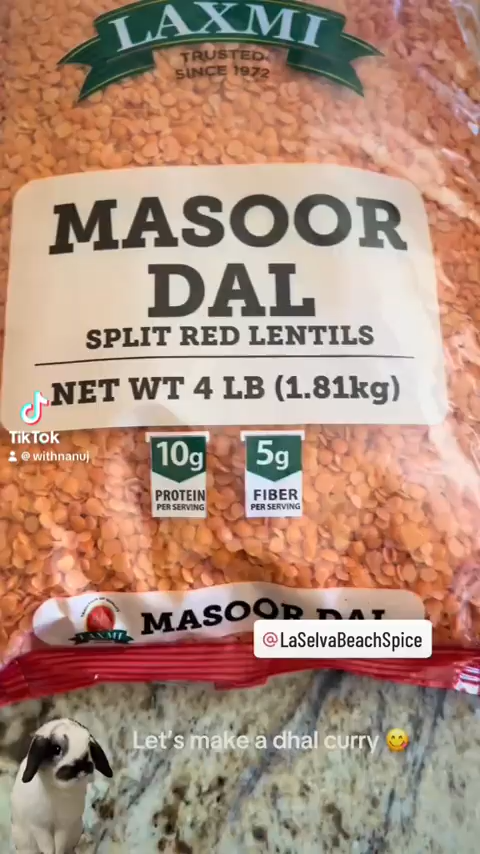 LAXMI
TRUSTED
SINCE 1972
MASOOR
DAL
SPLIT RED LENTILS
NET WT 4 LB (1.81kg)
TikTok
@withnanuj
10g
PROTEIN
PER SERVING
5g
FIBER
PER SERVING
LAXMI
MASOOR DAL
@LaSelvaBeachSpice
Let's make a dhal curry 😋